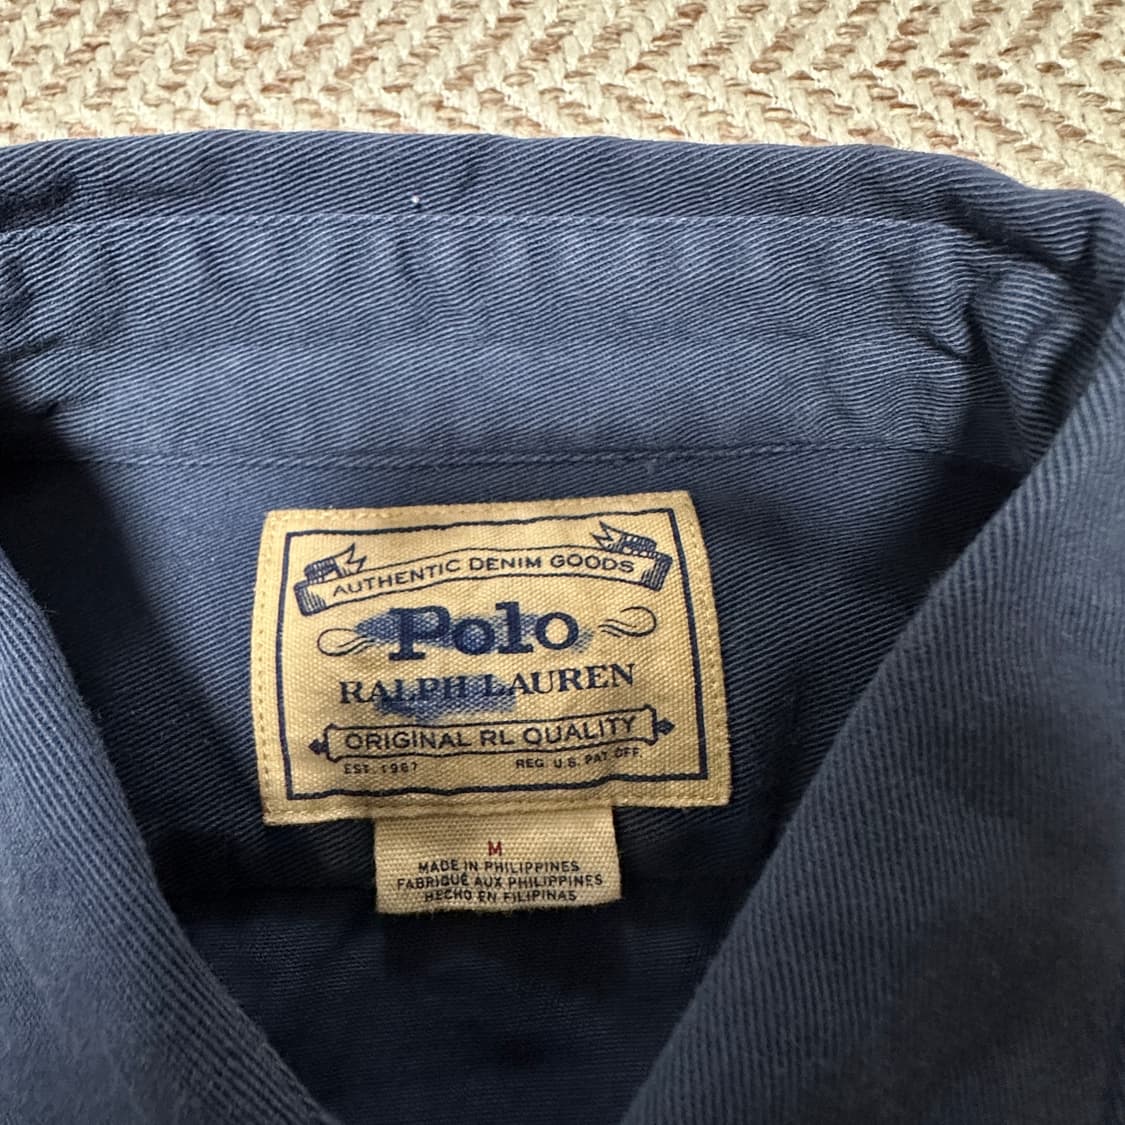 AUTHENTIC DENIM GOODS
Polo
RALPH LAUREN
ORIGINAL RL QUALITY
EST. 1967 REG. U.S. PAT. OFF.
M
MADE IN PHILIPPINES
FABRIQUÉ AUX PHILIPPINES
HECHO EN FILIPINAS